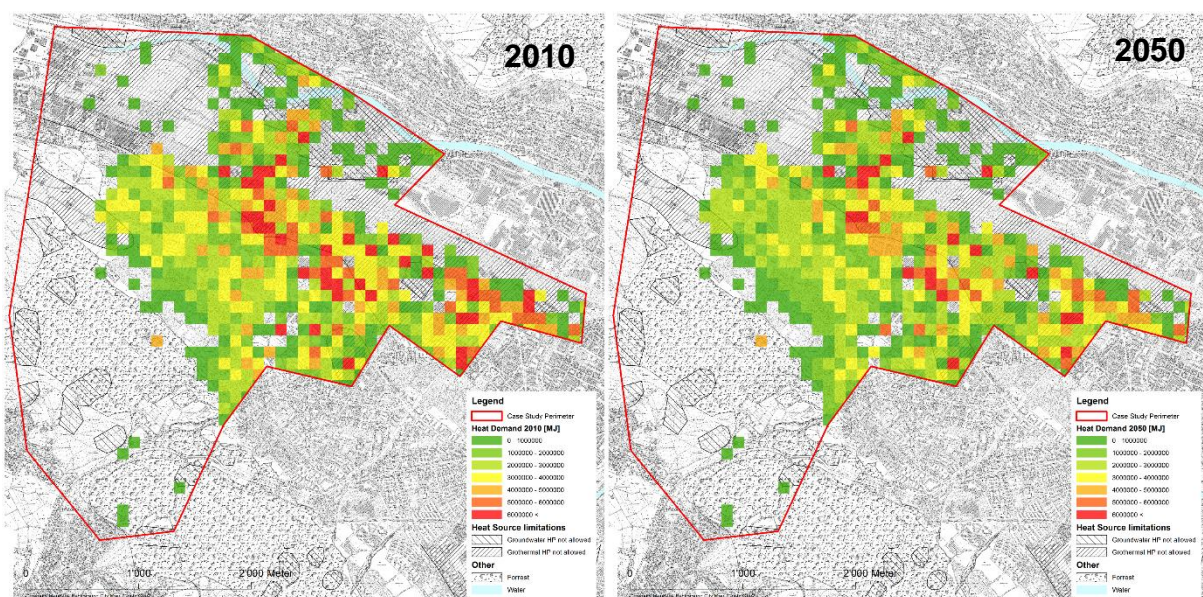 2010
Legend
Case Study Perimeter
Heat Demand 2010 [MJ]
0 - 1000000
1000000 - 2000000
2000000 - 3000000
3000000 - 4000000
4000000 - 5000000
5000000 - 6000000
6000000 <
Heat Source limitations
Groundwater HP not allowed
Grothermal HP not allowed
Other
Forrest
Water
0 1'000 2'000 Meter
2050
Legend
Case Study Perimeter
Heat Demand 2050 [MJ]
0 - 1000000
1000000 - 2000000
2000000 - 3000000
3000000 - 4000000
4000000 - 5000000
5000000 - 6000000
6000000 <
Heat Source limitations
Groundwater HP not allowed
Grothermal HP not allowed
Other
Forrest
Water
0 1'000 2'000 Meter